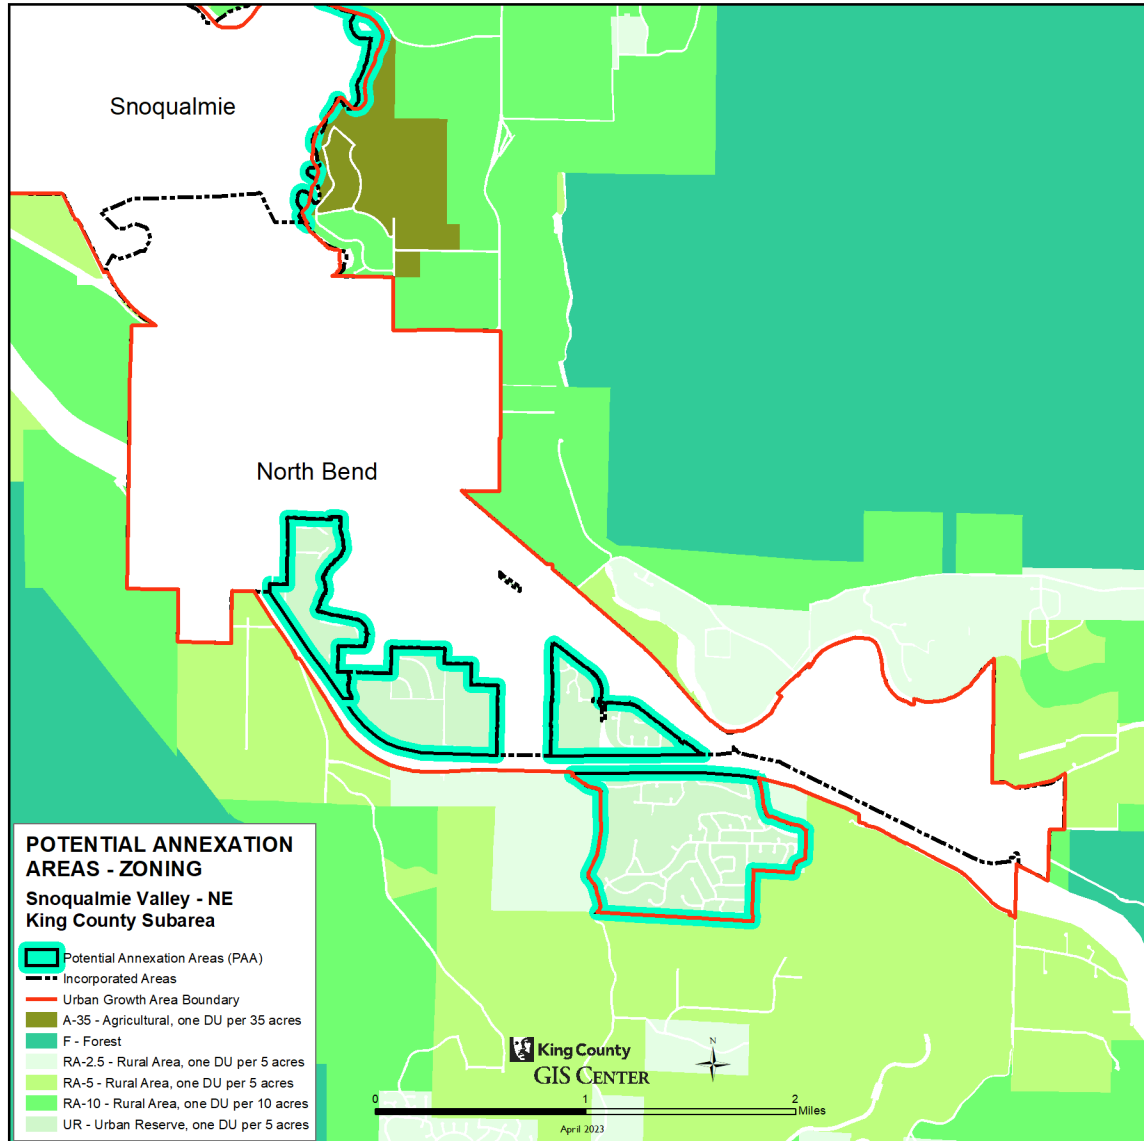 Snoqualmie
North Bend
POTENTIAL ANNEXATION
AREAS - ZONING
Snoqualmie Valley - NE
King County Subarea
Potential Annexation Areas (PAA)
Incorporated Areas
Urban Growth Area Boundary
A-35 - Agricultural, one DU per 35 acres
F - Forest
RA-2.5 - Rural Area, one DU per 5 acres
RA-5 - Rural Area, one DU per 5 acres
RA-10 - Rural Area, one DU per 10 acres
UR - Urban Reserve, one DU per 5 acres
King County
GIS CENTER
N
0 1 2
Miles
April 2023